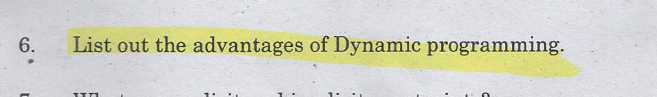 6. List out the advantages of Dynamic programming.